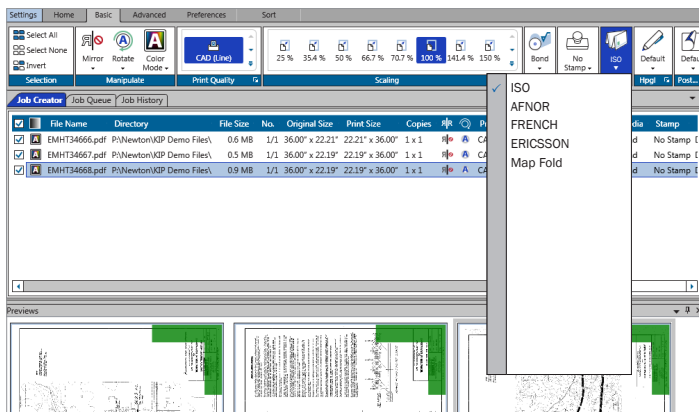 Settings Home Basic Advanced Preferences Sort
Select All
Select None
Invert
Mirror Rotate Color Mode
CAD (Line)
25 % 35.4 % 50 % 66.7 % 70.7 % 100 % 141.4 % 150 %
Bond No Stamp ISO Default Defau
Selection Manipulate Print Quality Scaling Hpgl Post...
ISO
AFNOR
FRENCH
ERICSSON
Map Fold
Job Creator Job Queue Job History
File Name Directory File Size No. Original Size Print Size Copies dia Stamp
EMHT34666.pdf P:\Newton\KIP Demo Files\ 0.6 MB 1/1 36.00" x 22.21" 22.21" x 36.00" 1 x 1 CA d No Stamp
EMHT34667.pdf P:\Newton\KIP Demo Files\ 0.5 MB 1/1 36.00" x 22.19" 22.19" x 36.00" 1 x 1 CA d No Stamp
EMHT34668.pdf P:\Newton\KIP Demo Files\ 0.9 MB 1/1 36.00" x 22.19" 22.19" x 36.00" 1 x 1 CA d No Stamp
Previews